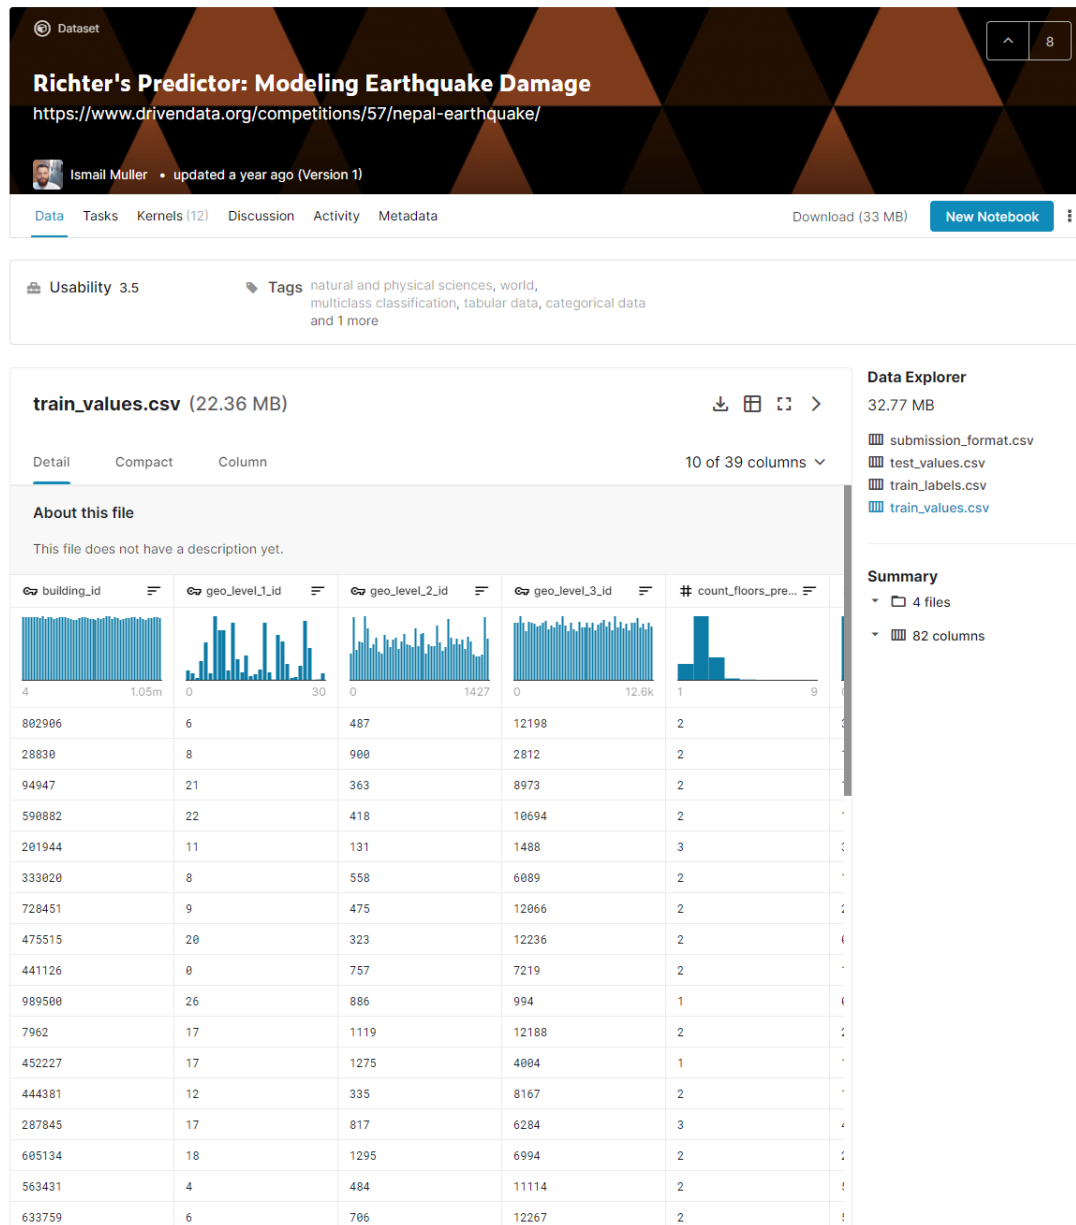 Dataset
8
Richter's Predictor: Modeling Earthquake Damage
https://www.drivendata.org/competitions/57/nepal-earthquake/
Ismail Muller • updated a year ago (Version 1)
Data Tasks Kernels (12) Discussion Activity Metadata Download (33 MB) New Notebook
Usability 3.5 Tags natural and physical sciences, world,
multiclass classification, tabular data, categorical data
and 1 more
train_values.csv (22.36 MB)
Detail Compact Column 10 of 39 columns
About this file
This file does not have a description yet.
building_id geo_level_1_id geo_level_2_id geo_level_3_id # count_floors_pre...
4 1.05m 0 30 0 1427 0 12.6k 1 9
802906 6 487 12198 2
28830 8 900 2812 2
94947 21 363 8973 2
590882 22 418 10694 2
201944 11 131 1488 3
333020 8 558 6089 2
728451 9 475 12066 2
475515 20 323 12236 2
441126 0 757 7219 2
989500 26 886 994 1
7962 17 1119 12188 2
452227 17 1275 4004 1
444381 12 335 8167 2
287845 17 817 6284 3
605134 18 1295 6994 2
563431 4 484 11114 2
633759 6 706 12267 2
Data Explorer
32.77 MB
submission_format.csv
test_values.csv
train_labels.csv
train_values.csv
Summary
4 files
82 columns